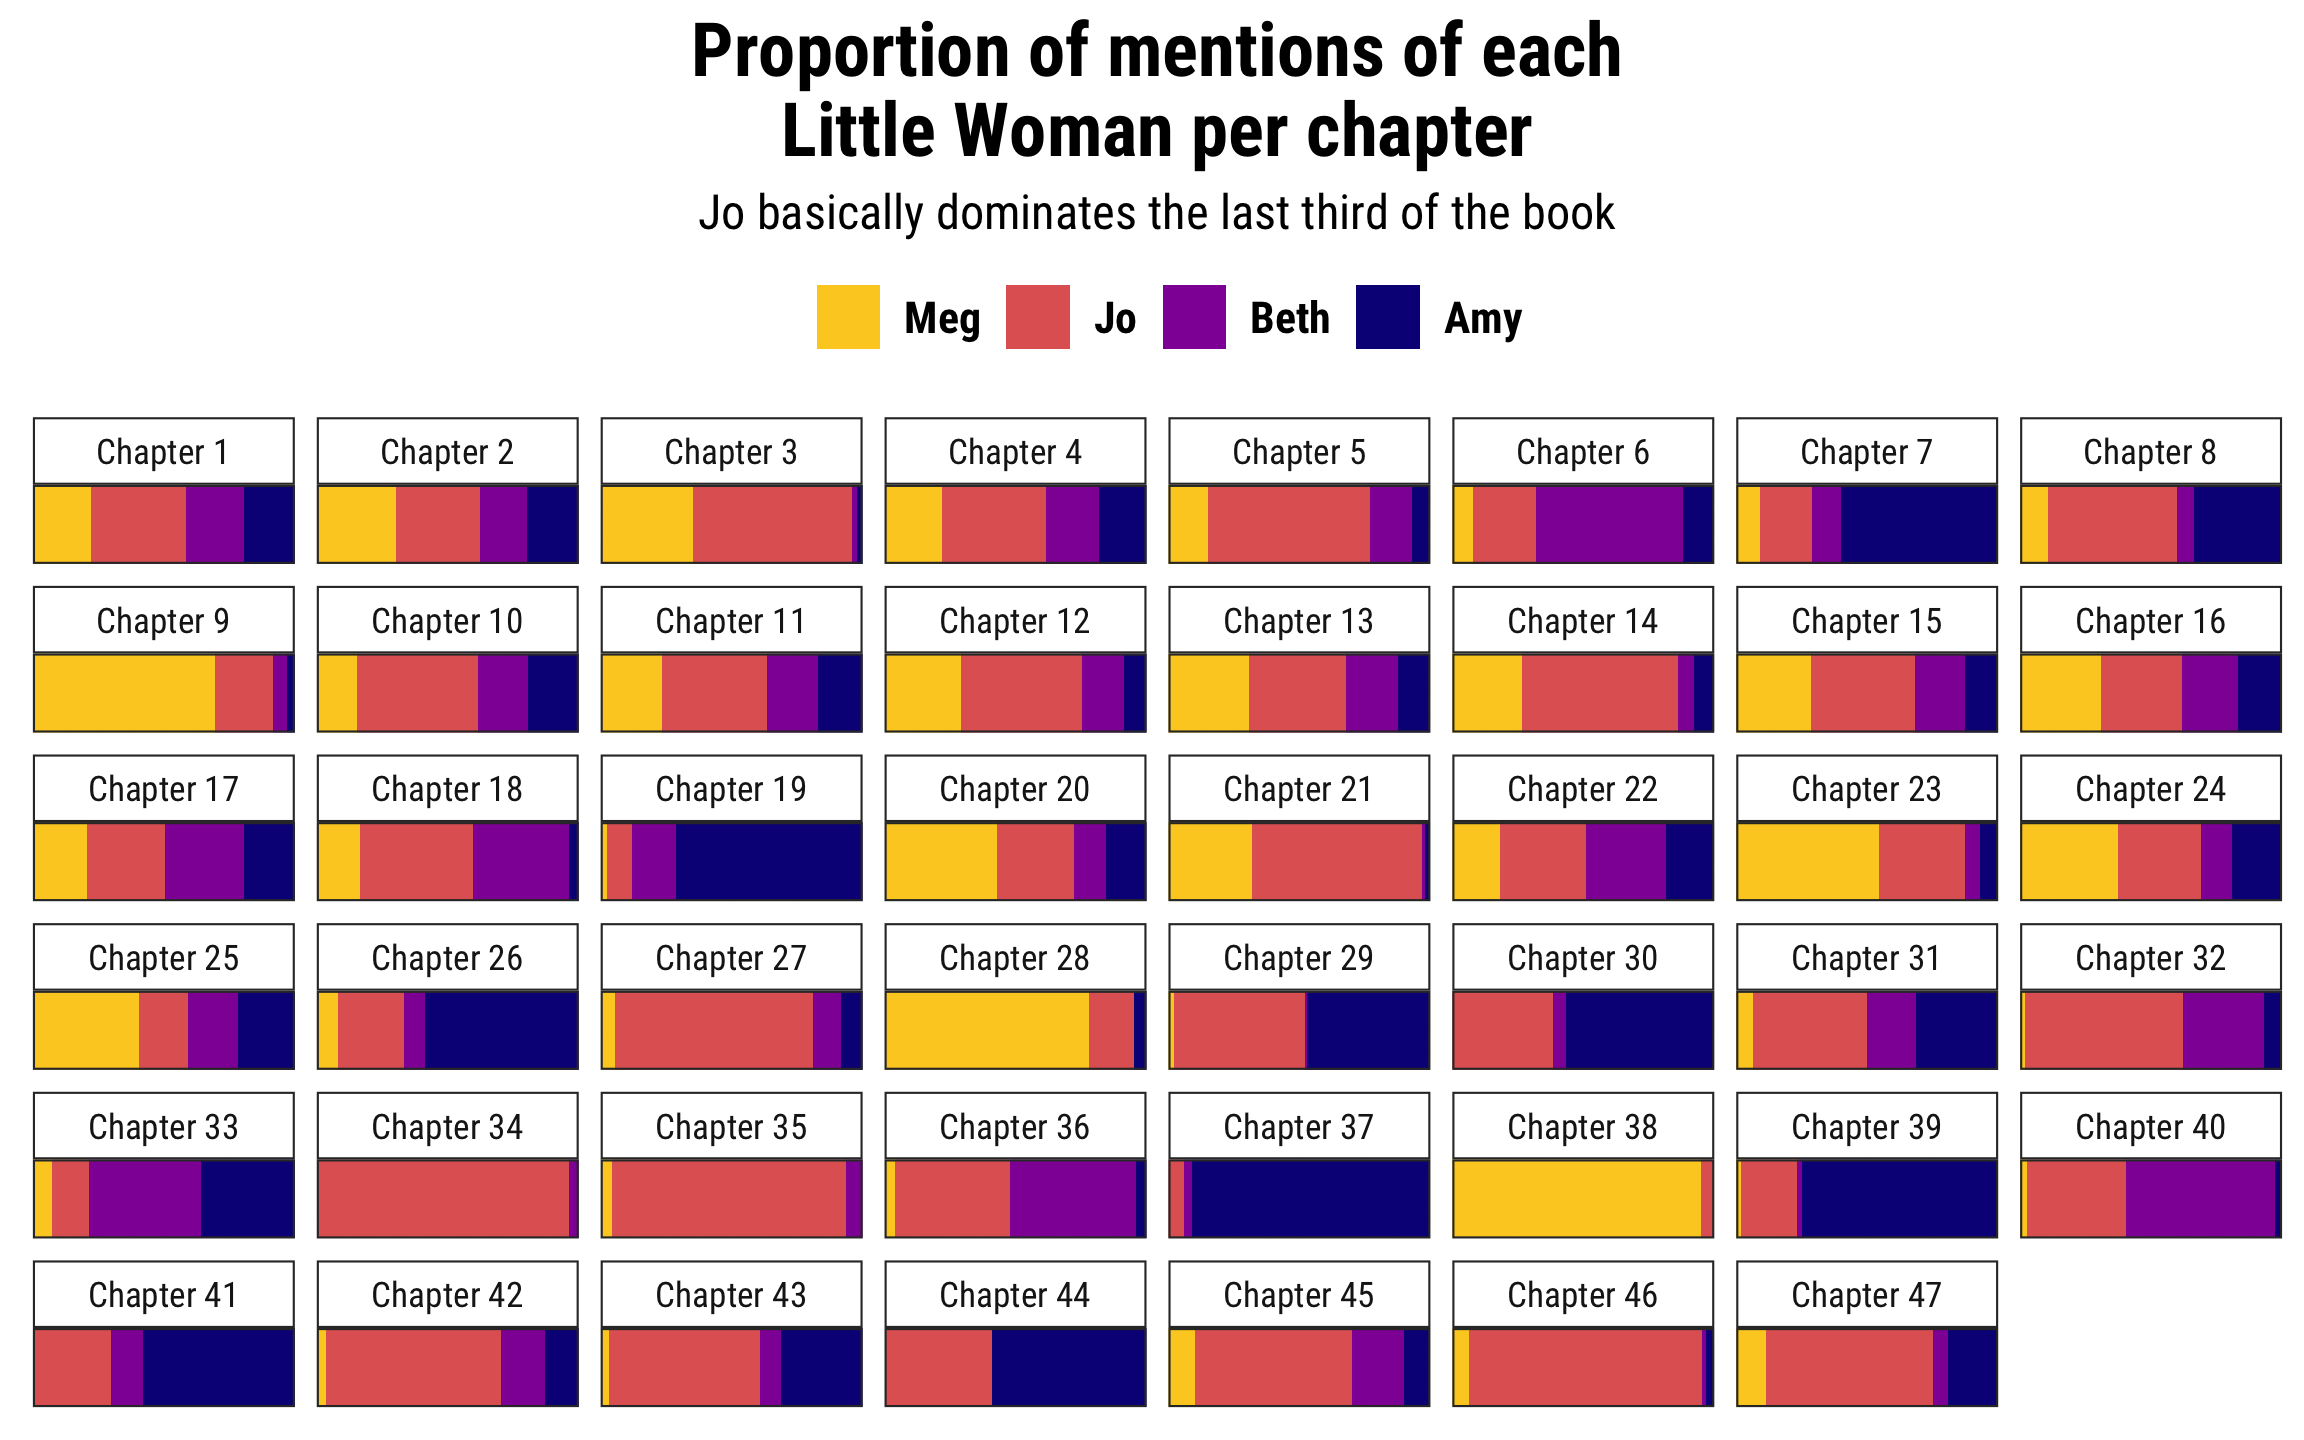 Proportion of mentions of each
Little Woman per chapter
Jo basically dominates the last third of the book
Meg Jo Beth Amy
Chapter 1 Chapter 2 Chapter 3 Chapter 4 Chapter 5 Chapter 6 Chapter 7 Chapter 8
Chapter 9 Chapter 10 Chapter 11 Chapter 12 Chapter 13 Chapter 14 Chapter 15 Chapter 16
Chapter 17 Chapter 18 Chapter 19 Chapter 20 Chapter 21 Chapter 22 Chapter 23 Chapter 24
Chapter 25 Chapter 26 Chapter 27 Chapter 28 Chapter 29 Chapter 30 Chapter 31 Chapter 32
Chapter 33 Chapter 34 Chapter 35 Chapter 36 Chapter 37 Chapter 38 Chapter 39 Chapter 40
Chapter 41 Chapter 42 Chapter 43 Chapter 44 Chapter 45 Chapter 46 Chapter 47